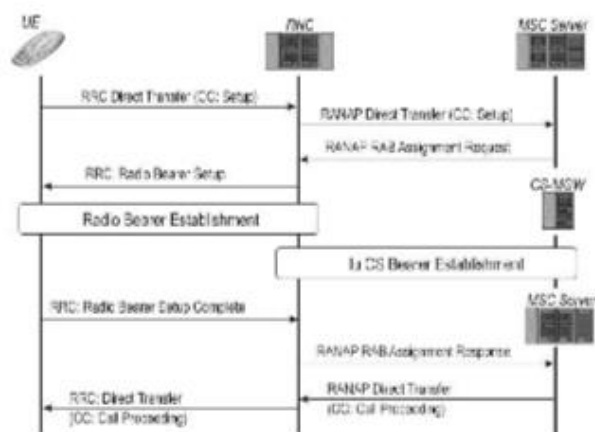 UE
RNC
MSC Server
RRC Direct Transfer (CC: Setup)
RANAP Direct Transfer (CC: Setup)
RANAP RAB Assignment Request
RRC: Radio Bearer Setup
CS-MGW
Radio Bearer Establishment
Iu CS Bearer Establishment
MSC Server
RRC: Radio Bearer Setup Complete
RANAP RAB Assignment Response
RRC: Direct Transfer
(CC: Call Proceeding)
RANAP Direct Transfer
(CC: Call Proceeding)